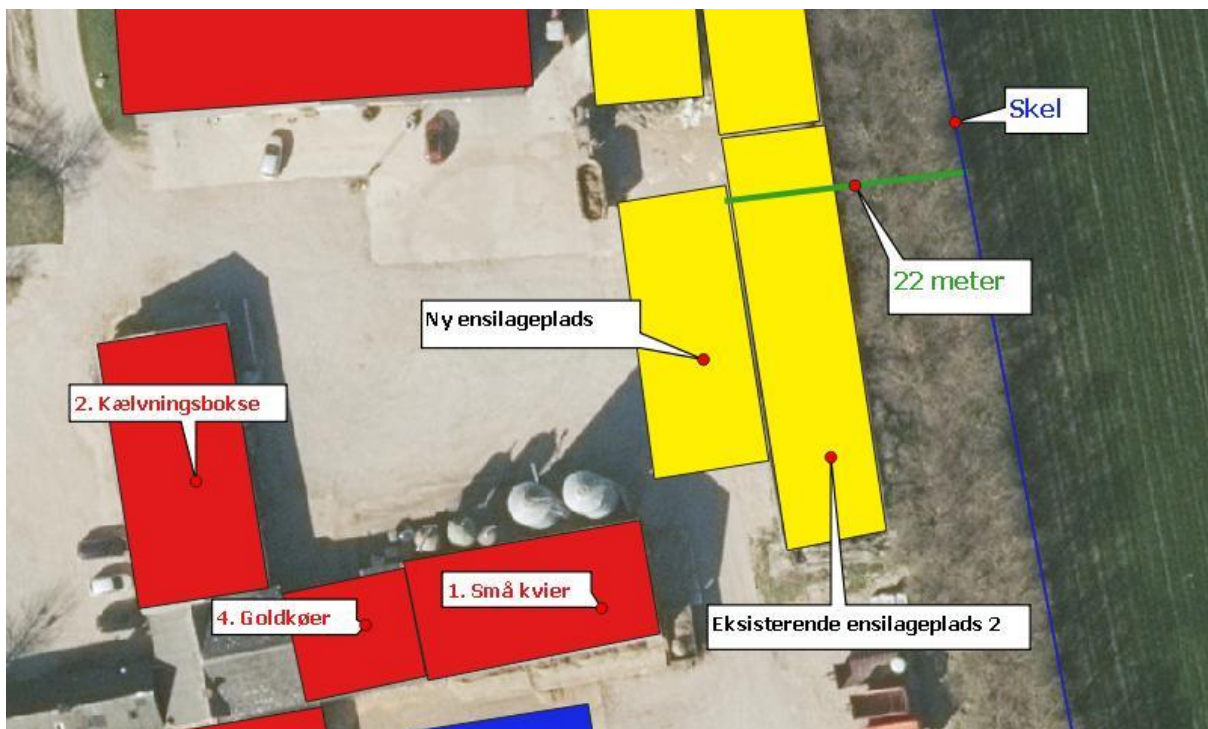 Skel
22 meter
Ny ensilageplads
2. Kælvningsbokse
1. Små kvier
4. Goldkøer
Eksisterende ensilageplads 2